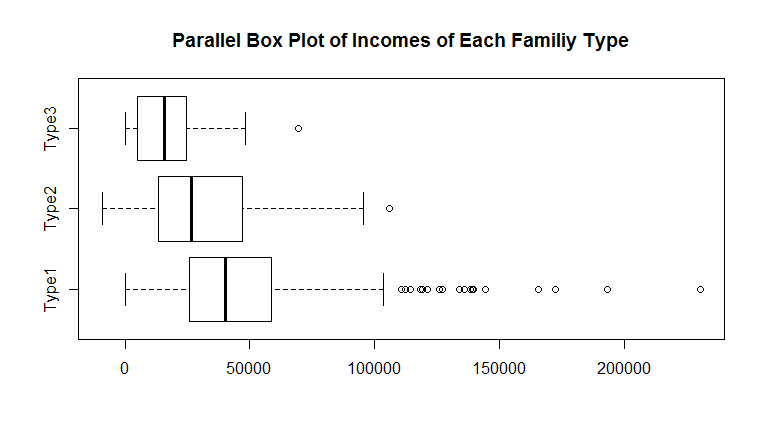 Parallel Box Plot of Incomes of Each Familiy Type
Type3
Type2
Type1
0 50000 100000 150000 200000